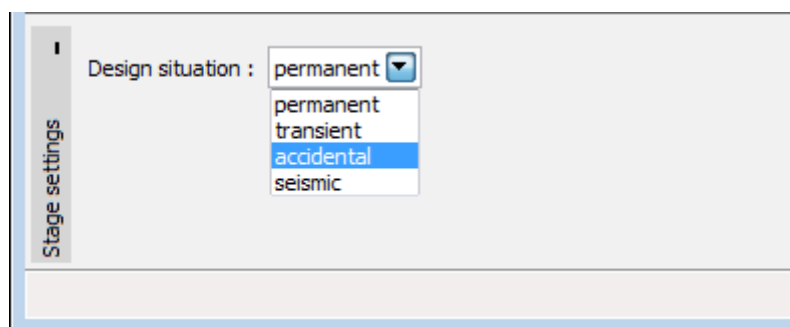 Stage settings
Design situation : permanent
permanent
transient
accidental
seismic